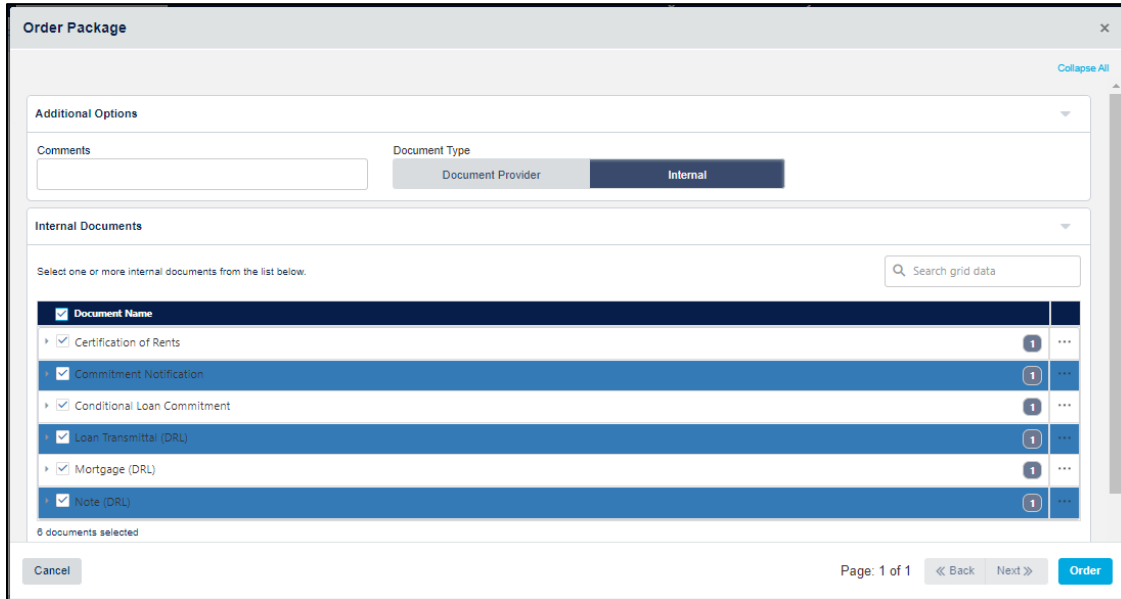 Order Package
×
Collapse All
Additional Options
Comments Document Type
Document Provider Internal
Internal Documents
Select one or more internal documents from the list below. Search grid data
Document Name
Certification of Rents 1 ...
Commitment Notification 1 ...
Conditional Loan Commitment 1 ...
Loan Transmittal (DRL) 1 ...
Mortgage (DRL) 1 ...
Note (DRL) 1 ...
6 documents selected
Cancel Page: 1 of 1 « Back Next » Order